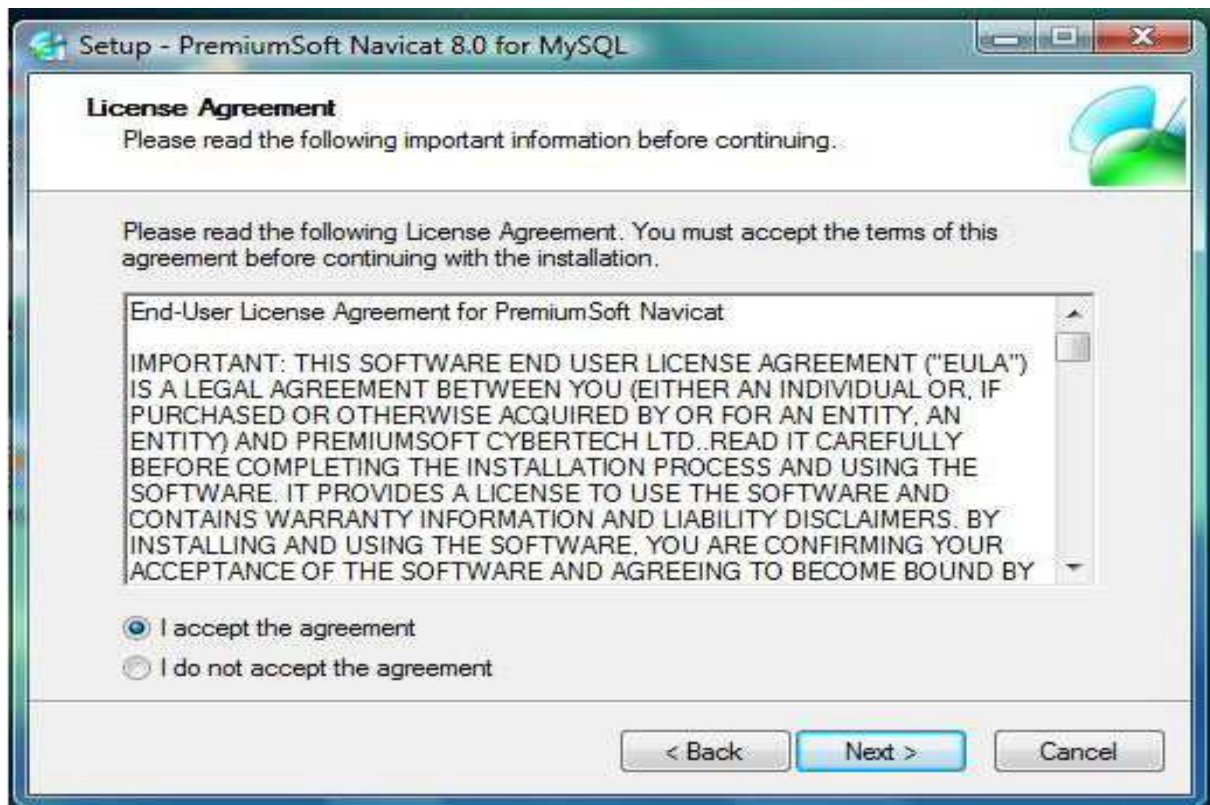 Setup - PremiumSoft Navicat 8.0 for MySQL
License Agreement
Please read the following important information before continuing.
Please read the following License Agreement. You must accept the terms of this
agreement before continuing with the installation.
End-User License Agreement for PremiumSoft Navicat
IMPORTANT: THIS SOFTWARE END USER LICENSE AGREEMENT ("EULA")
IS A LEGAL AGREEMENT BETWEEN YOU (EITHER AN INDIVIDUAL OR, IF
PURCHASED OR OTHERWISE ACQUIRED BY OR FOR AN ENTITY, AN
ENTITY) AND PREMIUMSOFT CYBERTECH LTD..READ IT CAREFULLY
BEFORE COMPLETING THE INSTALLATION PROCESS AND USING THE
SOFTWARE. IT PROVIDES A LICENSE TO USE THE SOFTWARE AND
CONTAINS WARRANTY INFORMATION AND LIABILITY DISCLAIMERS. BY
INSTALLING AND USING THE SOFTWARE, YOU ARE CONFIRMING YOUR
ACCEPTANCE OF THE SOFTWARE AND AGREEING TO BECOME BOUND BY
I accept the agreement
I do not accept the agreement
< Back
Next >
Cancel